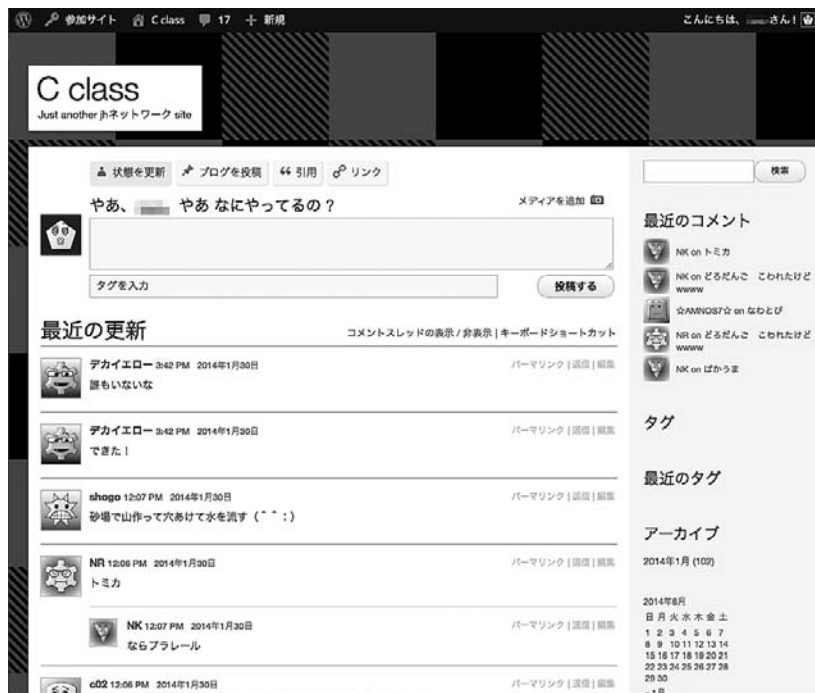 参加サイト C class 17 新規 こんにちは、 さん!
C class
Just another jhネットワーク site
状態を更新 ブログを投稿 引用 リンク
やあ、 やあ なにやってるの?
メディアを追加
タグを入力
投稿する
最近の更新
コメントスレッドの表示 / 非表示 | キーボードショートカット
デカイエロー 3:42 PM 2014年1月30日
パーマリンク | 返信 | 編集
誰もいないな
デカイエロー 3:42 PM 2014年1月30日
パーマリンク | 返信 | 編集
できた!
shogo 12:07 PM 2014年1月30日
パーマリンク | 返信 | 編集
砂場で山作って穴あけて水を流す (^^:)
NR 12:06 PM 2014年1月30日
パーマリンク | 返信 | 編集
トミカ
NK 12:07 PM 2014年1月30日
パーマリンク | 返信 | 編集
ならプラレール
c02 12:06 PM 2014年1月30日
パーマリンク | 返信 | 編集
検索
最近のコメント
NK on トミカ
NK on どろだんご こわれたけど
wwww
☆AMNOS7☆ on なわとび
NR on どろだんご こわれたけど
wwww
NK on ばかうま
タグ
最近のタグ
アーカイブ
2014年1月 (102)
2014年6月
日 月 火 水 木 金 土
1 2 3 4 5 6 7
8 9 10 11 12 13 14
15 16 17 18 19 20 21
22 23 24 25 26 27 28
29 30
« 1月